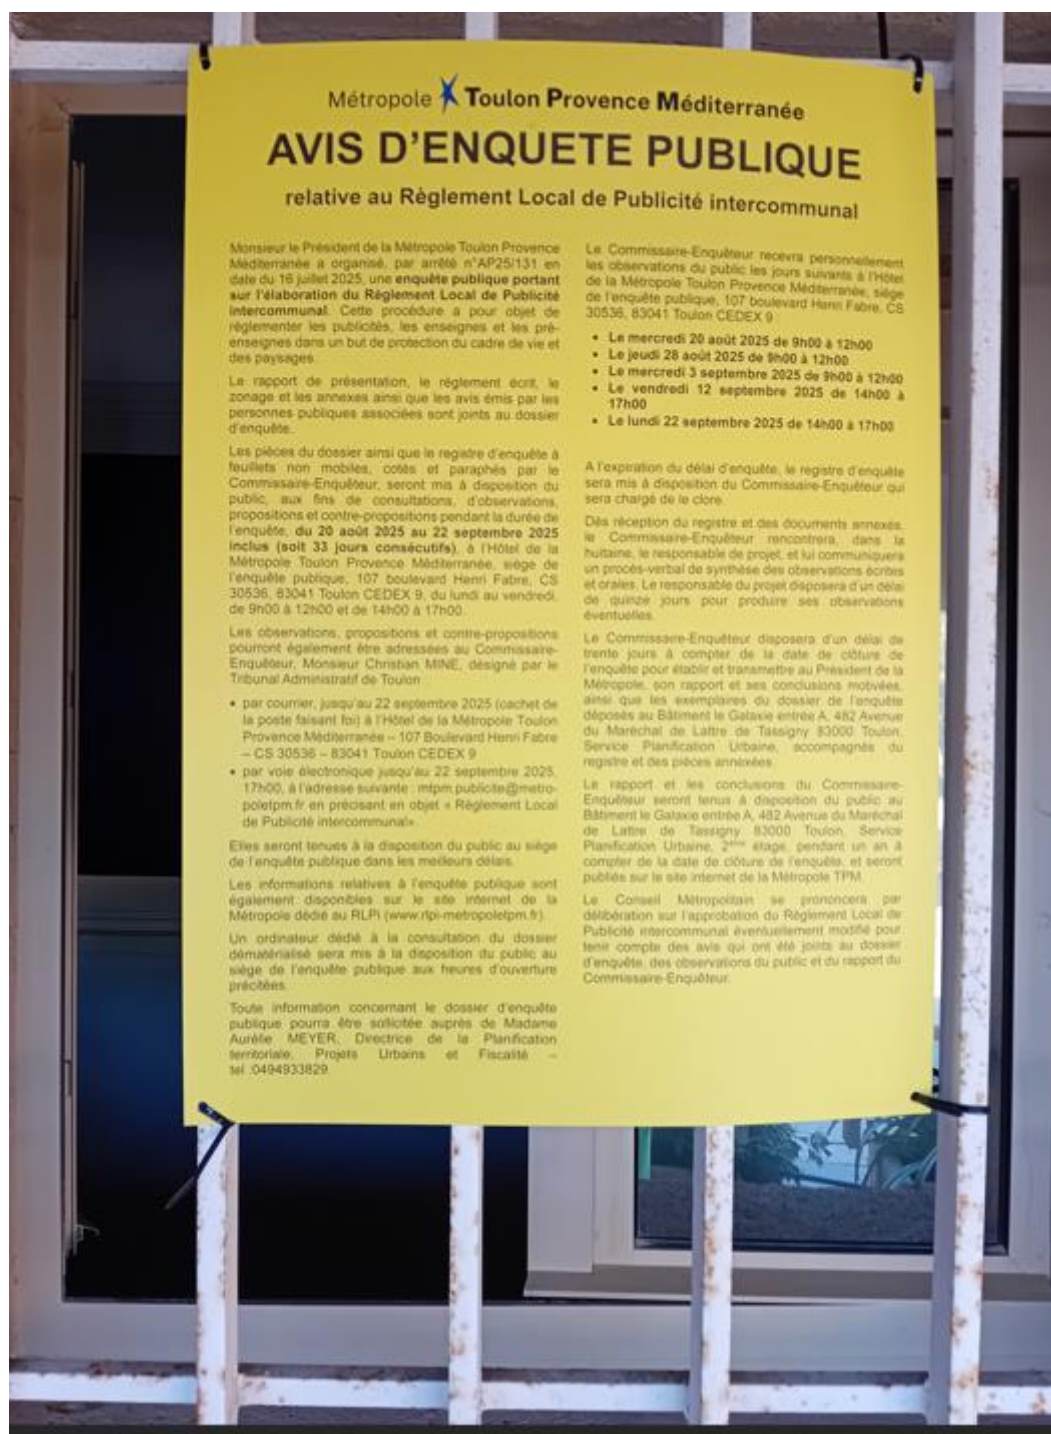 Métropole Toulon Provence Méditerranée
AVIS D'ENQUETE PUBLIQUE
relative au Règlement Local de Publicité intercommunal
Monsieur le Président de la Métropole Toulon Provence
Méditerranée a organisé, par arrêté n°AP25/131 en
date du 16 juillet 2025, une enquête publique portant
sur l'élaboration du Règlement Local de Publicité
intercommunal. Cette procédure a pour objet de
règlementer les publicités, les enseignes et les pré-
enseignes dans un but de protection du cadre de vie et
des paysages.
Le rapport de présentation, le règlement écrit, le
zonage et les annexes ainsi que les avis émis par les
personnes publiques associées sont joints au dossier
d'enquête.
Les pièces du dossier ainsi que le registre d'enquête à
feuillets non mobiles, cotés et paraphés par le
Commissaire-Enquêteur, seront mis à disposition du
public, aux fins de consultations, d'observations,
propositions et contre-propositions pendant la durée de
l'enquête, du 20 août 2025 au 22 septembre 2025
inclus (soit 33 jours consécutifs), à l'Hôtel de la
Métropole Toulon Provence Méditerranée, siège de
l'enquête publique, 107 boulevard Henri Fabre, CS
30536, 83041 Toulon CEDEX 9, du lundi au vendredi,
de 9h00 à 12h00 et de 14h00 à 17h00.
Les observations, propositions et contre-propositions
pourront également être adressées au Commissaire-
Enquêteur, Monsieur Christian MINE, désigné par le
Tribunal Administratif de Toulon
• par courrier, jusqu'au 22 septembre 2025 (cachet de
la poste faisant foi) à l'Hôtel de la Métropole Toulon
Provence Méditerranée – 107 Boulevard Henri Fabre
– CS 30536 – 83041 Toulon CEDEX 9
• par voie électronique jusqu'au 22 septembre 2025,
17h00, à l'adresse suivante : mtpm.publicite@metro-
poletpm.fr en précisant en objet « Règlement Local
de Publicité intercommunal».
Elles seront tenues à la disposition du public au siège
de l'enquête publique dans les meilleurs délais.
Les informations relatives à l'enquête publique sont
également disponibles sur le site internet de la
Métropole dédié au RLPi (www.rlpi-metropoletpm.fr).
Un ordinateur dédié à la consultation du dossier
dématérialisé sera mis à la disposition du public au
siège de l'enquête publique aux heures d'ouverture
précitées.
Toute information concernant le dossier d'enquête
publique pourra être sollicitée auprès de Madame
Aurélie MEYER, Directrice de la Planification
territoriale, Projets Urbains et Fiscalité –
tel :0494933829.
Le Commissaire-Enquêteur recevra personnellement
les observations du public les jours suivants à l'Hôtel
de la Métropole Toulon Provence Méditerranée, siège
de l'enquête publique, 107 boulevard Henri Fabre, CS
30536, 83041 Toulon CEDEX 9 :
• Le mercredi 20 août 2025 de 9h00 à 12h00
• Le jeudi 28 août 2025 de 9h00 à 12h00
• Le mercredi 3 septembre 2025 de 9h00 à 12h00
• Le vendredi 12 septembre 2025 de 14h00 à
17h00
• Le lundi 22 septembre 2025 de 14h00 à 17h00
A l'expiration du délai d'enquête, le registre d'enquête
sera mis à disposition du Commissaire-Enquêteur qui
sera chargé de le clore.
Dès réception du registre et des documents annexés,
le Commissaire-Enquêteur rencontrera, dans la
huitaine, le responsable de projet, et lui communiquera
un procès-verbal de synthèse des observations écrites
et orales. Le responsable du projet disposera d'un délai
de quinze jours pour produire ses observations
éventuelles.
Le Commissaire-Enquêteur disposera d'un délai de
trente jours à compter de la date de clôture de
l'enquête pour établir et transmettre au Président de la
Métropole, son rapport et ses conclusions motivées,
ainsi que les exemplaires du dossier de l'enquête
déposés au Bâtiment le Galaxie entrée A, 482 Avenue
du Maréchal de Lattre de Tassigny 83000 Toulon,
Service Planification Urbaine, accompagnés du
registre et des pièces annexées.
Le rapport et les conclusions du Commissaire-
Enquêteur seront tenus à disposition du public au
Bâtiment le Galaxie entrée A, 482 Avenue du Maréchal
de Lattre de Tassigny 83000 Toulon, Service
Planification Urbaine, 2ème étage, pendant un an à
compter de la date de clôture de l'enquête, et seront
publiés sur le site internet de la Métropole TPM.
Le Conseil Métropolitain se prononcera par
délibération sur l'approbation du Règlement Local de
Publicité intercommunal éventuellement modifié pour
tenir compte des avis qui ont été joints au dossier
d'enquête, des observations du public et du rapport du
Commissaire-Enquêteur.